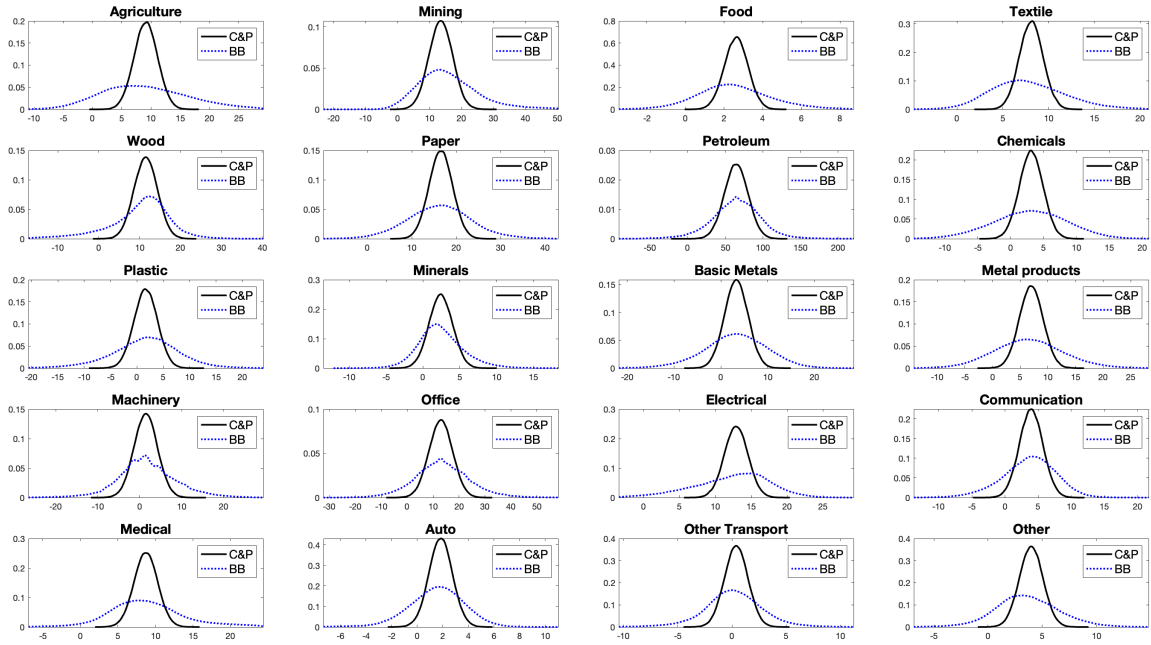 Agriculture
0.2
0.15
0.1
0.05
0
-10 -5 0 5 10 15 20 25
C&P
BB
Mining
0.1
0.05
0
-20 -10 0 10 20 30 40 50
C&P
BB
Food
0.8
0.6
0.4
0.2
0
-2 0 2 4 6 8
C&P
BB
Textile
0.3
0.2
0.1
0
0 5 10 15 20
C&P
BB
Wood
0.15
0.1
0.05
0
-10 0 10 20 30 40
C&P
BB
Paper
0.15
0.1
0.05
0
0 10 20 30 40
C&P
BB
Petroleum
0.03
0.02
0.01
0
-50 0 50 100 150 200
C&P
BB
Chemicals
0.2
0.15
0.1
0.05
0
-10 -5 0 5 10 15 20
C&P
BB
Plastic
0.2
0.15
0.1
0.05
0
-20 -15 -10 -5 0 5 10 15 20
C&P
BB
Minerals
0.3
0.2
0.1
0
-10 -5 0 5 10 15
C&P
BB
Basic Metals
0.15
0.1
0.05
0
-20 -10 0 10 20
C&P
BB
Metal products
0.2
0.15
0.1
0.05
0
-10 -5 0 5 10 15 20 25
C&P
BB
Machinery
0.15
0.1
0.05
0
-20 -10 0 10 20
C&P
BB
Office
0.1
0.05
0
-30 -20 -10 0 10 20 30 40 50
C&P
BB
Electrical
0.3
0.2
0.1
0
0 5 10 15 20 25
C&P
BB
Communication
0.2
0.15
0.1
0.05
0
-10 -5 0 5 10 15 20
C&P
BB
Medical
0.3
0.2
0.1
0
-5 0 5 10 15 20
C&P
BB
Auto
0.4
0.3
0.2
0.1
0
-6 -4 -2 0 2 4 6 8 10
C&P
BB
Other Transport
0.4
0.3
0.2
0.1
0
-10 -5 0 5 10
C&P
BB
Other
0.4
0.3
0.2
0.1
0
-5 0 5 10
C&P
BB